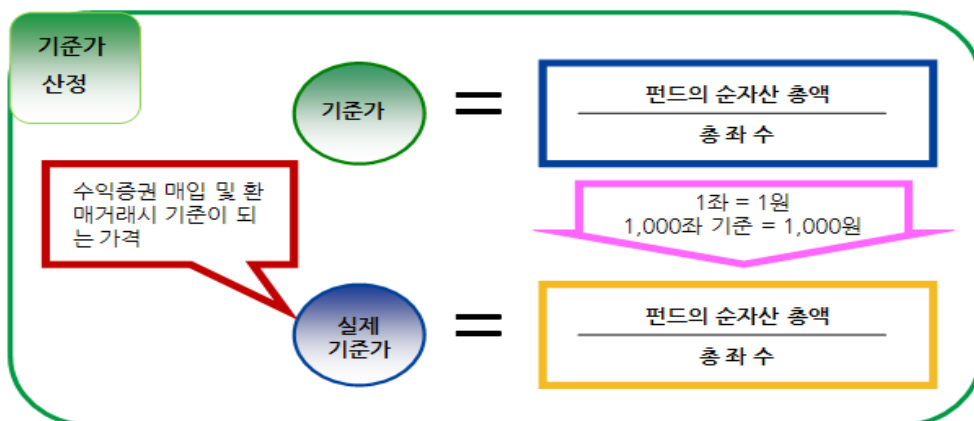 기준가
산정
기준가
=
펀드의 순자산 총액
총 좌 수
수익증권 매입 및 환
매거래시 기준이 되
는 가격
1좌 = 1원
1,000좌 기준 = 1,000원
실제
기준가
=
펀드의 순자산 총액
총 좌 수